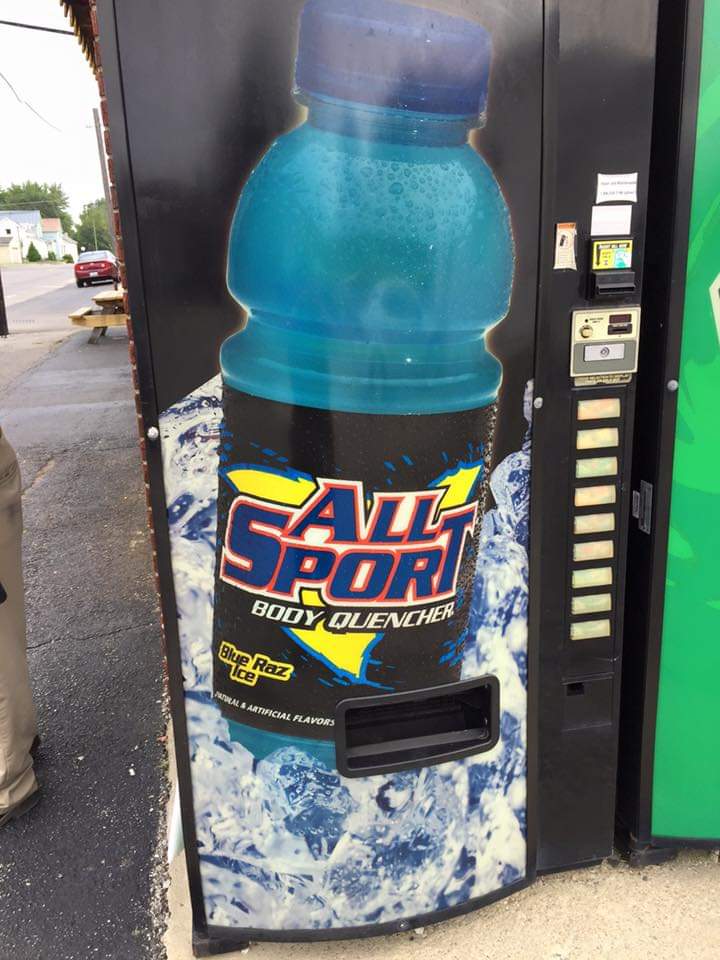 ALL
SPORT
BODY QUENCHER
Blue Raz
Ice
NATURAL & ARTIFICIAL FLAVORS